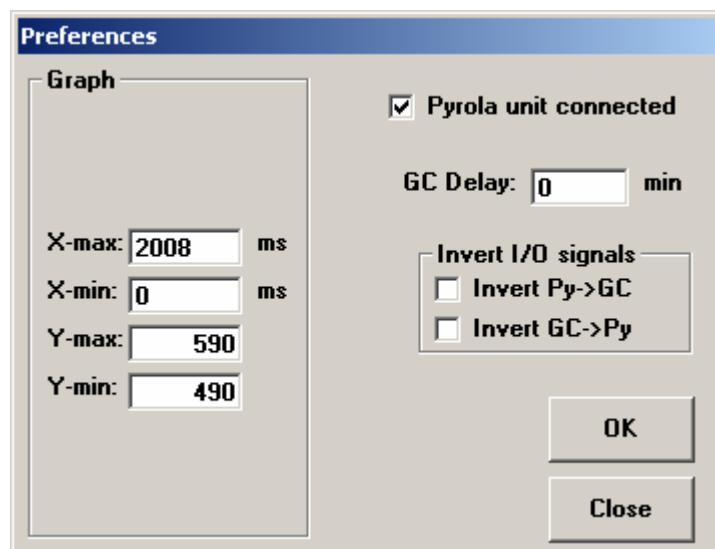 Preferences
Graph
X-max: 2008 ms
X-min: 0 ms
Y-max: 590
Y-min: 490
Pyrola unit connected
GC Delay: 0 min
Invert I/O signals
Invert Py->GC
Invert GC->Py
OK
Close